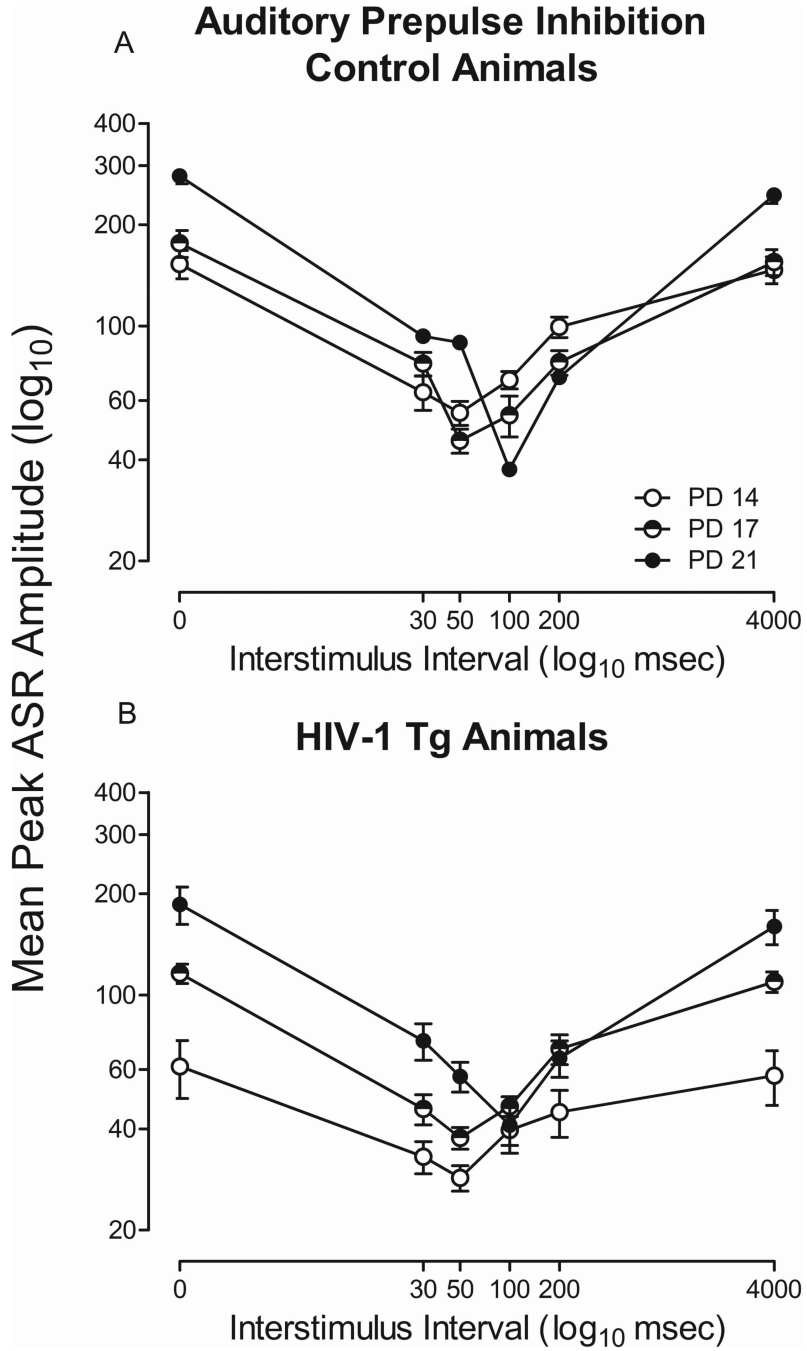 A
Auditory Prepulse Inhibition
Control Animals
Mean Peak ASR Amplitude (log10)
400
300
200
100
60
40
20
PD 14
PD 17
PD 21
0 30 50 100 200 4000
Interstimulus Interval (log10 msec)
B
HIV-1 Tg Animals
400
300
200
100
60
40
20
0 30 50 100 200 4000
Interstimulus Interval (log10 msec)